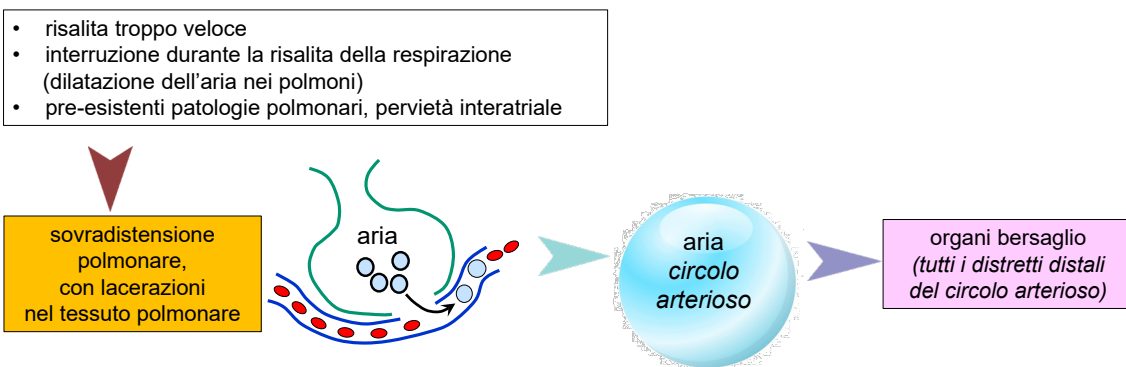 • risalita troppo veloce
• interruzione durante la risalita della respirazione
(dilatazione dell'aria nei polmoni)
• pre-esistenti patologie polmonari, pervietà interatriale
sovradistensione
polmonare,
con lacerazioni
nel tessuto polmonare
aria
aria
circolo
arterioso
organi bersaglio
(tutti i distretti distali
del circolo arterioso)